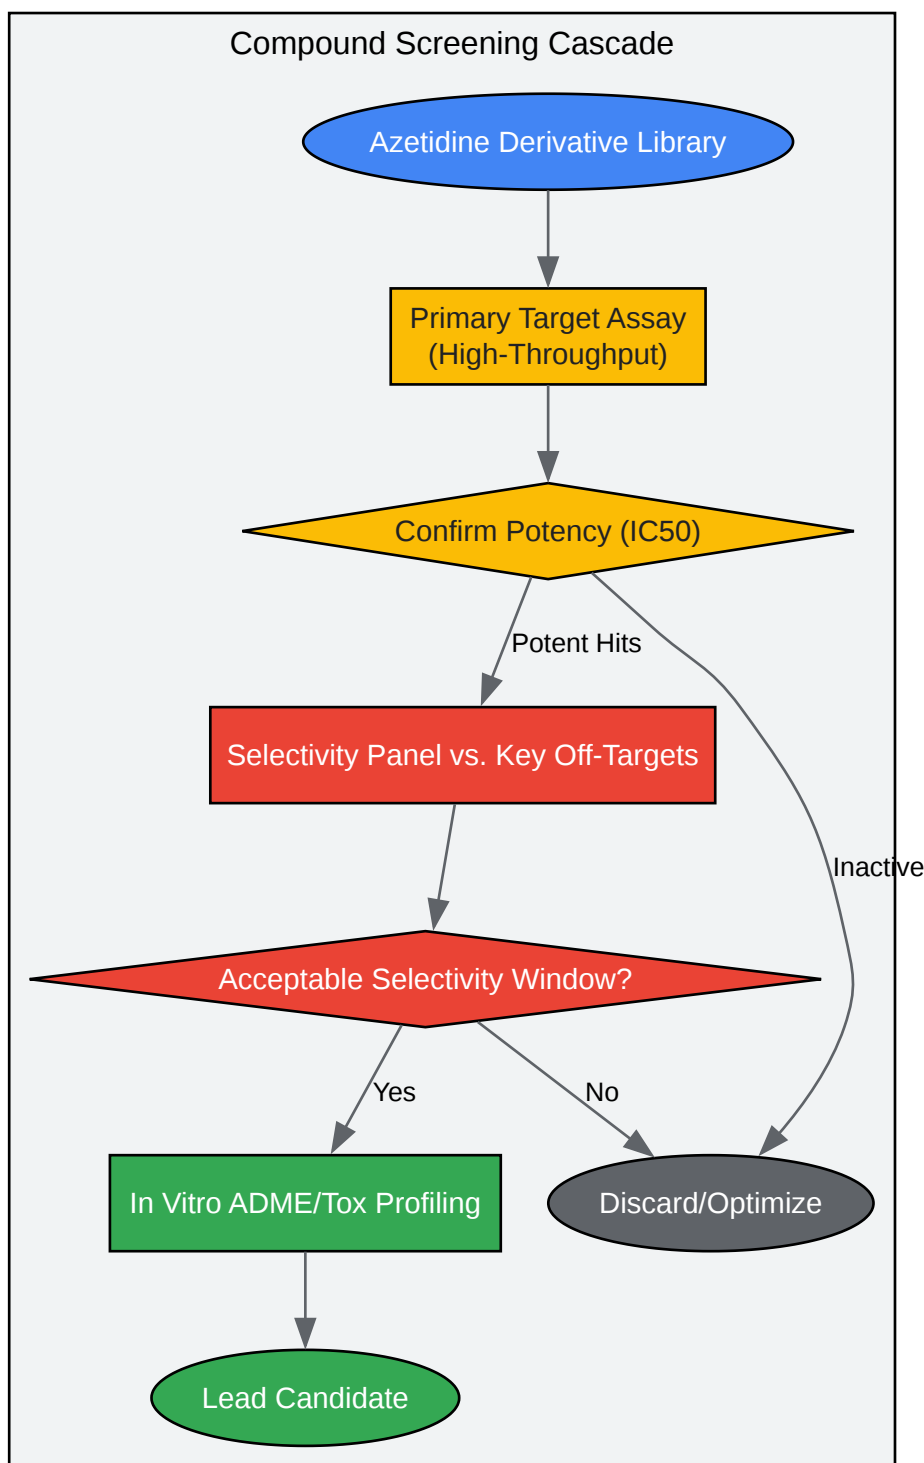 Compound Screening Cascade
Azetidine Derivative Library
Primary Target Assay
(High-Throughput)
Confirm Potency (IC50)
Potent Hits
Selectivity Panel vs. Key Off-Targets
Inactive
Acceptable Selectivity Window?
Yes
No
In Vitro ADME/Tox Profiling
Discard/Optimize
Lead Candidate